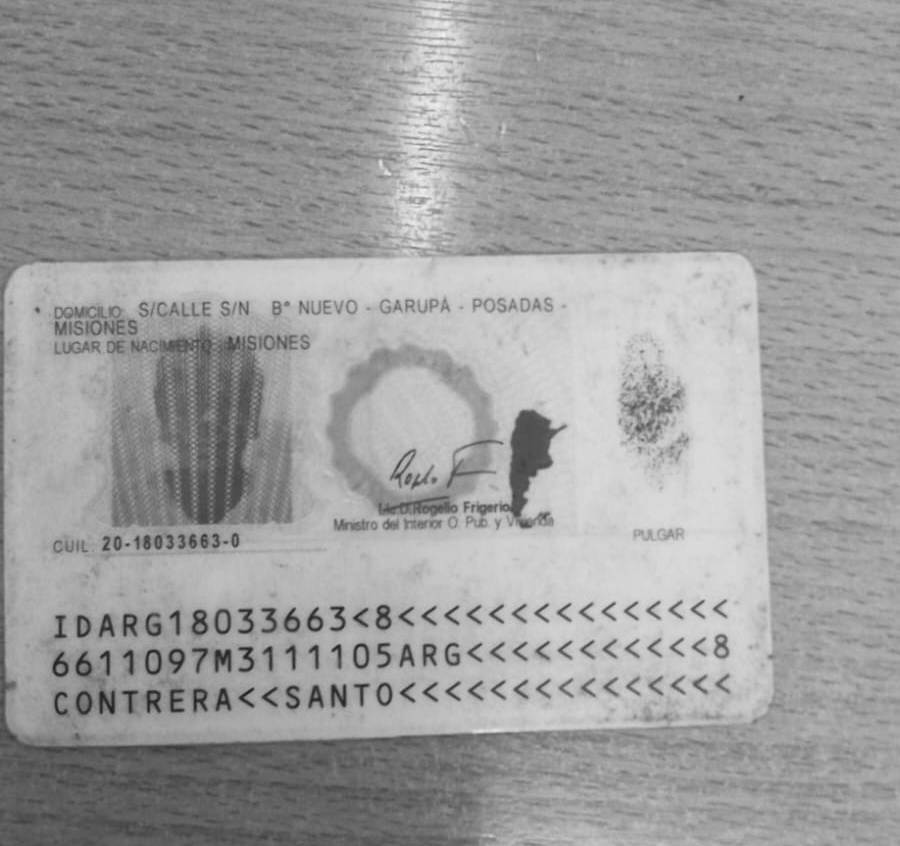 DOMICILIO: S/CALLE S/N B° NUEVO - GARUPA - POSADAS -
MISIONES
LUGAR DE NACIMIENTO: MISIONES
Lic.D.Rogelio Frigerio
Ministro del Interior O. Pub. y Vivienda
PULGAR
CUIL: 20-18033663-0
IDARG18033663<8<<<<<<<<<<<<<<<
6611097M3111105ARG<<<<<<<<<<<8
CONTRERA<<SANTO<<<<<<<<<<<<<<<